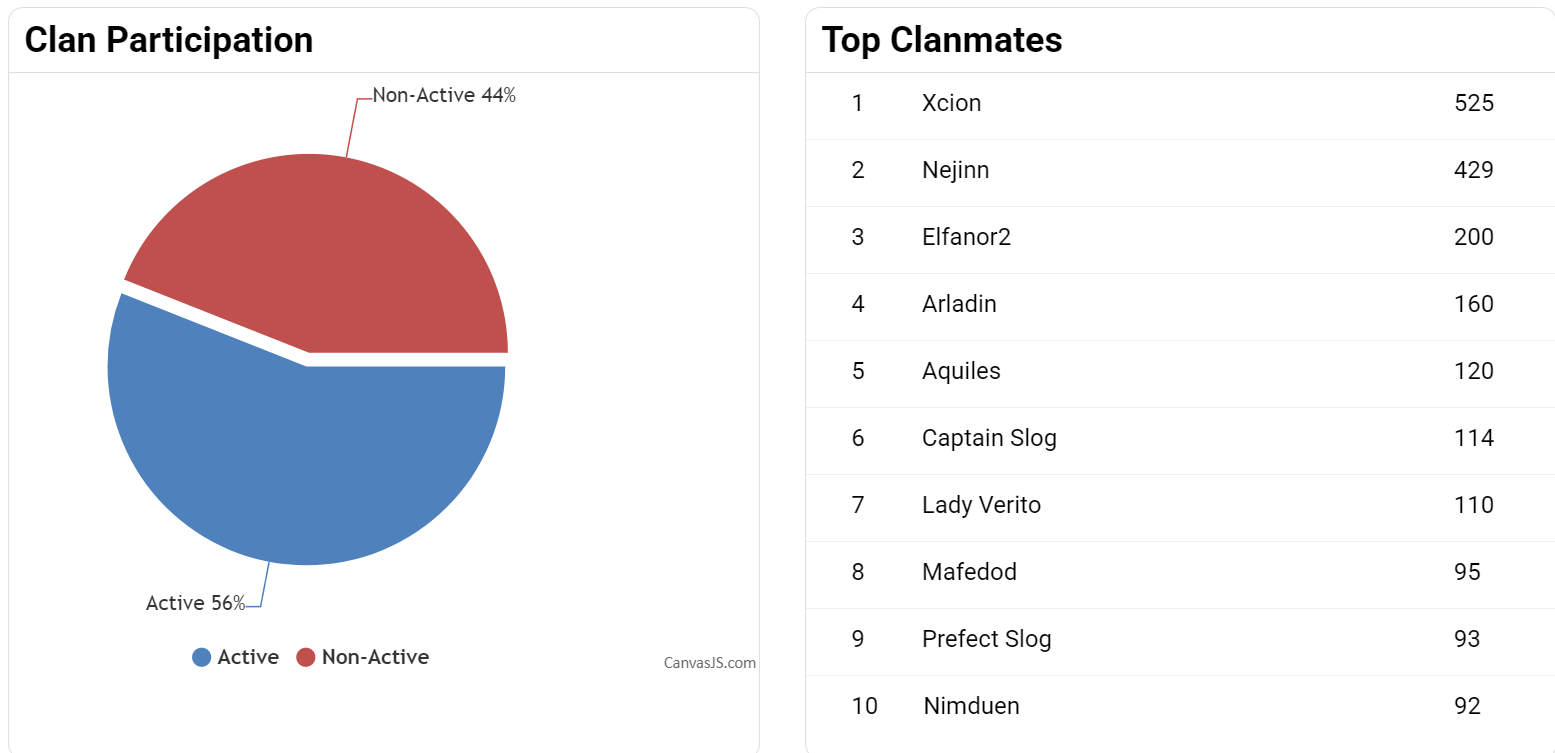 Clan Participation
Non-Active 44%
Active 56%
Active Non-Active
CanvasJS.com
Top Clanmates
1 Xcion 525
2 Nejinn 429
3 Elfanor2 200
4 Arladin 160
5 Aquiles 120
6 Captain Slog 114
7 Lady Verito 110
8 Mafedod 95
9 Prefect Slog 93
10 Nimduen 92